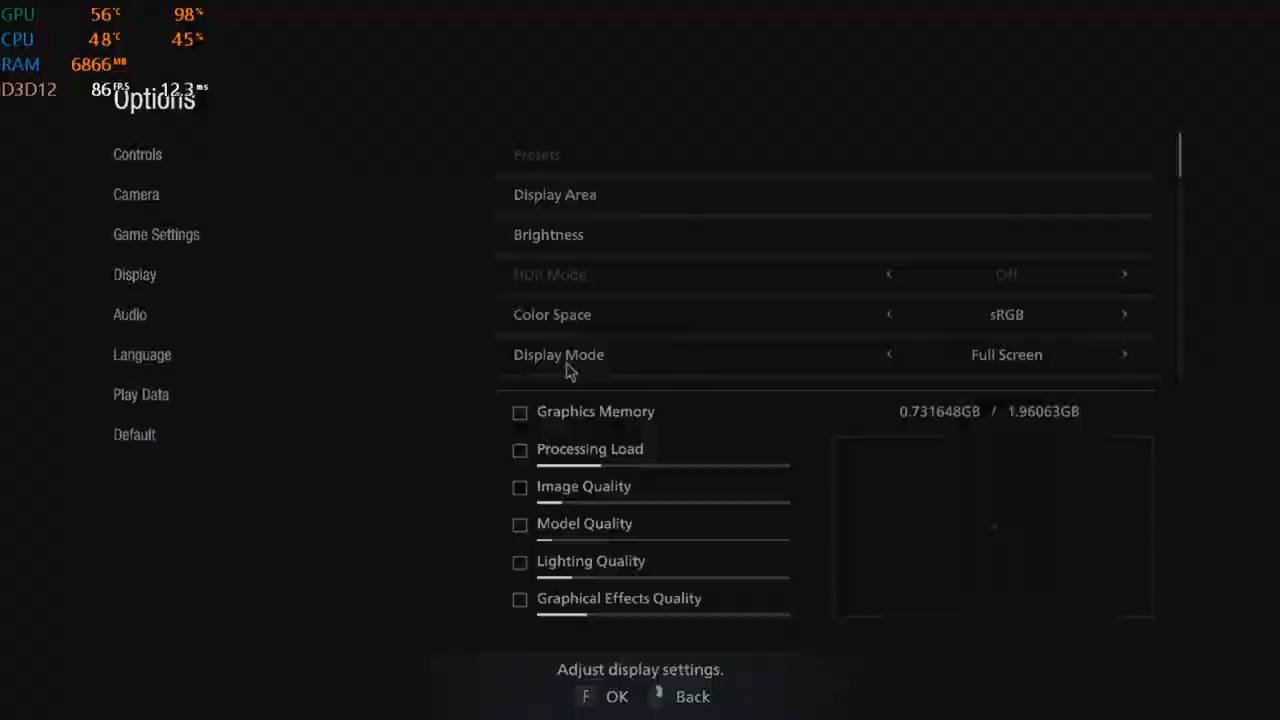 GPU 56°C 98%
CPU 48°C 45%
RAM 6866MB
D3D12 86FPS 12.3ms
Options
Controls
Camera
Game Settings
Display
Audio
Language
Play Data
Default
Presets
Display Area
Brightness
HDR Mode < Off >
Color Space < sRGB >
Display Mode < Full Screen >
Graphics Memory 0.731648GB / 1.96063GB
Processing Load
Image Quality
Model Quality
Lighting Quality
Graphical Effects Quality
Adjust display settings.
F OK Back